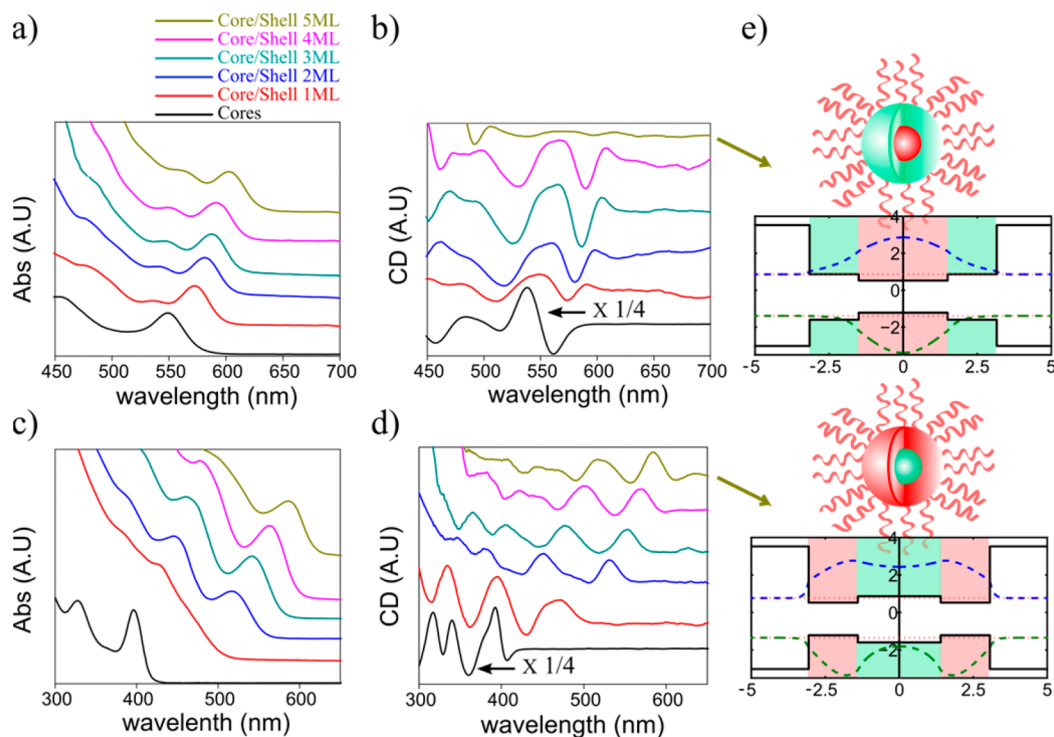 a)
Core/Shell 5ML
Core/Shell 4ML
Core/Shell 3ML
Core/Shell 2ML
Core/Shell 1ML
Cores
Abs (A.U)
450 500 550 600 650 700
wavelength (nm)
b)
CD (A.U)
X 1/4
450 500 550 600 650 700
wavelength (nm)
c)
Abs (A.U)
300 400 500 600
wavelenth (nm)
d)
CD (A.U)
X 1/4
300 400 500 600
wavelength (nm)
e)
4
2
0
-2
-5 -2.5 0 2.5 5
4
2
0
-2
-5 -2.5 0 2.5 5